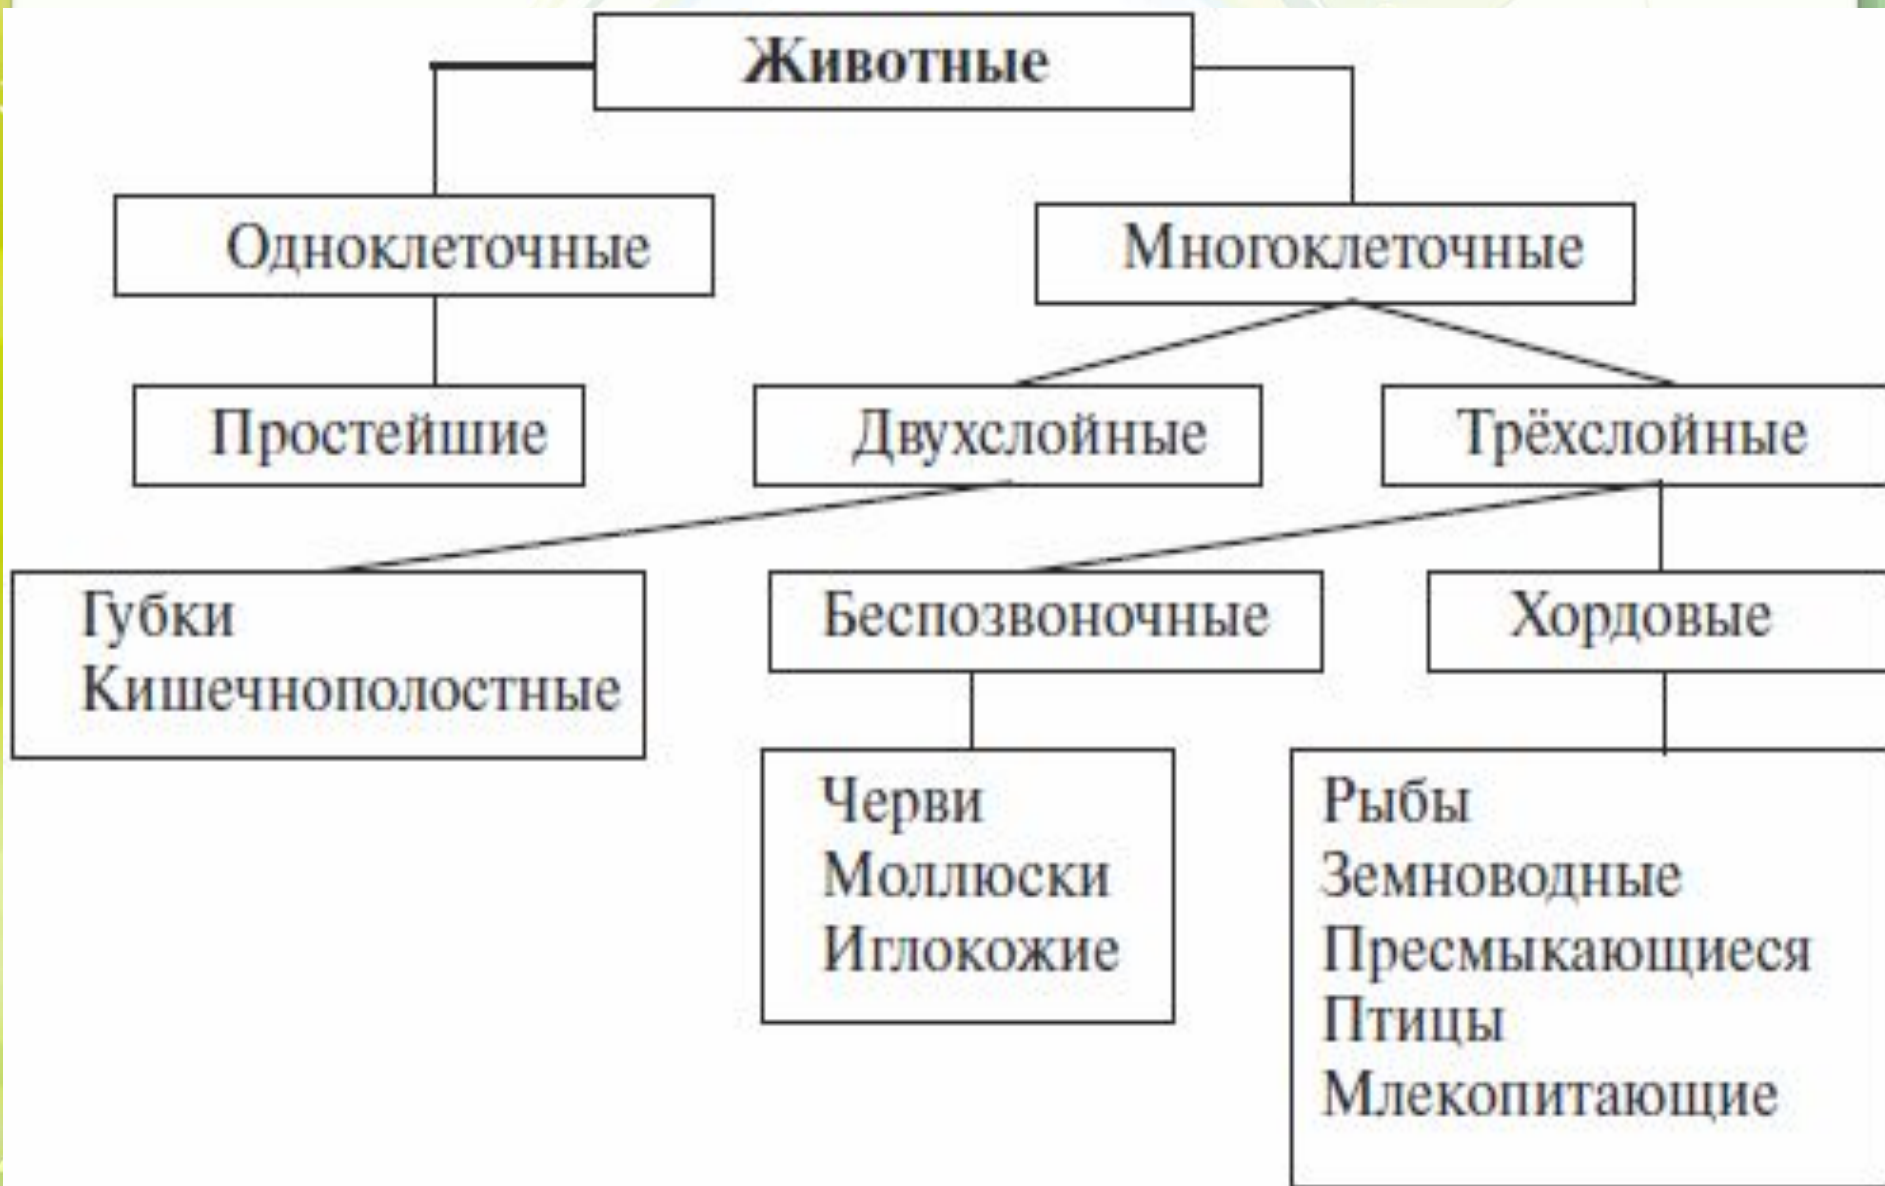 Животные
Одноклеточные
Многоклеточные
Простейшие
Двухслойные
Трёхслойные
Губки
Кишечнополостные
Беспозвоночные
Хордовые
Черви
Моллюски
Иглокожие
Рыбы
Земноводные
Пресмыкающиеся
Птицы
Млекопитающие